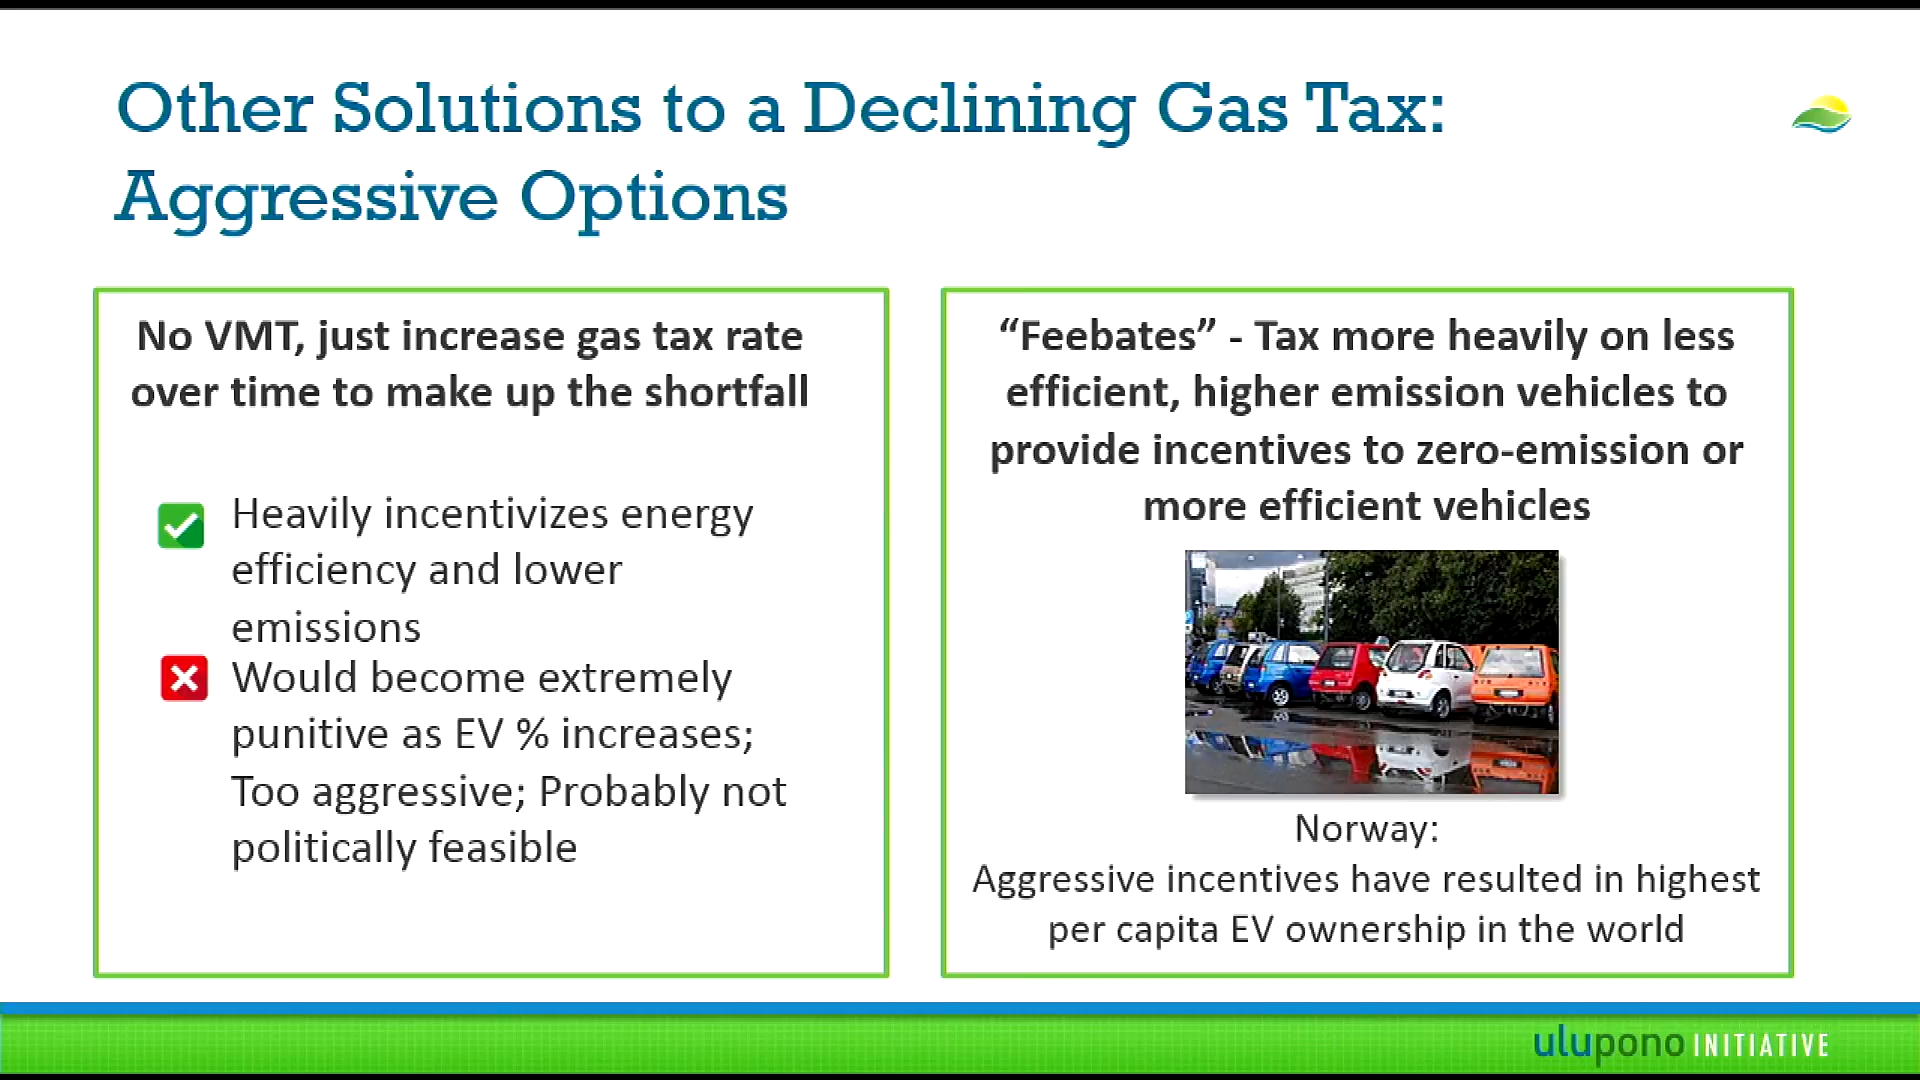 Other Solutions to a Declining Gas Tax:
Aggressive Options
No VMT, just increase gas tax rate
over time to make up the shortfall
Heavily incentivizes energy
efficiency and lower
emissions
Would become extremely
punitive as EV % increases;
Too aggressive; Probably not
politically feasible
“Feebates” - Tax more heavily on less
efficient, higher emission vehicles to
provide incentives to zero-emission or
more efficient vehicles
Norway:
Aggressive incentives have resulted in highest
per capita EV ownership in the world
ulupono INITIATIVE